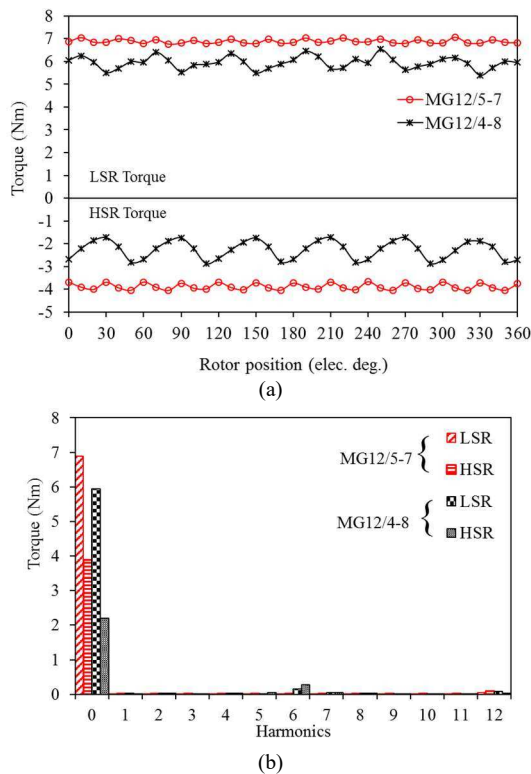 8
7
6
5
4
3
2
1
0
-1
-2
-3
-4
-5
Torque (Nm)
MG12/5-7
MG12/4-8
LSR Torque
HSR Torque
0 30 60 90 120 150 180 210 240 270 300 330 360
Rotor position (elec. deg.)
(a)
8
7
6
5
4
3
2
1
0
Torque (Nm)
MG12/5-7 { LSR
HSR
MG12/4-8 { LSR
HSR
0 1 2 3 4 5 6 7 8 9 10 11 12
Harmonics
(b)